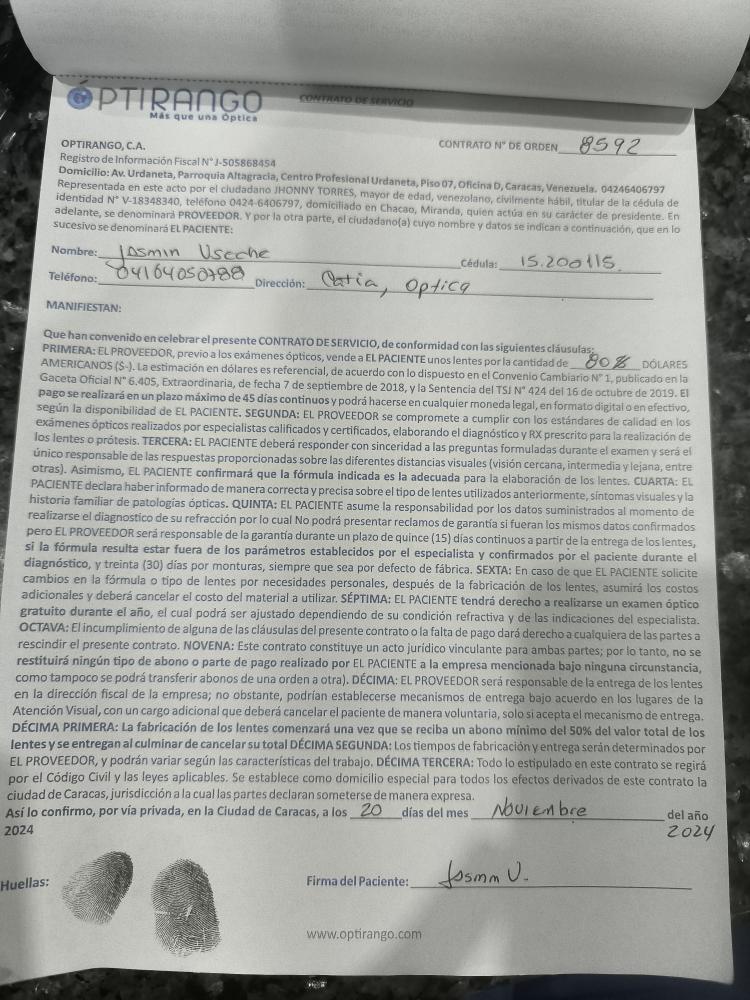 ÓPTIRANGO
Más que una Óptica
CONTRATO DE SERVICIO
OPTIRANGO, C.A.
CONTRATO N° DE ORDEN 8592
Registro de Información Fiscal N° J-505868454
Domicilio: Av. Urdaneta, Parroquia Altagracia, Centro Profesional Urdaneta, Piso 07, Oficina D, Caracas, Venezuela. 04246406797
Representada en este acto por el ciudadano JHONNY TORRES, mayor de edad, venezolano, civilmente hábil, titular de la cédula de
identidad N° V-18348340, teléfono 0424-6406797, domiciliado en Chacao, Miranda, quien actúa en su carácter de presidente. En
adelante, se denominará PROVEEDOR. Y por la otra parte, el ciudadano(a) cuyo nombre y datos se indican a continuación, que en lo
sucesivo se denominará EL PACIENTE:
Nombre: Josmin Useche Cédula: 15.200115.
Teléfono: 04164050788 Dirección: Catia, Optica
MANIFIESTAN:
Que han convenido en celebrar el presente CONTRATO DE SERVICIO, de conformidad con las siguientes cláusulas:
PRIMERA: EL PROVEEDOR, previo a los exámenes ópticos, vende a EL PACIENTE unos lentes por la cantidad de 80$ DÓLARES
AMERICANOS ($-). La estimación en dólares es referencial, de acuerdo con lo dispuesto en el Convenio Cambiario N° 1, publicado en la
Gaceta Oficial N° 6.405, Extraordinaria, de fecha 7 de septiembre de 2018, y la Sentencia del TSJ N° 424 del 16 de octubre de 2019. El
pago se realizará en un plazo máximo de 45 días continuos y podrá hacerse en cualquier moneda legal, en formato digital o en efectivo,
según la disponibilidad de EL PACIENTE. SEGUNDA: EL PROVEEDOR se compromete a cumplir con los estándares de calidad en los
exámenes ópticos realizados por especialistas calificados y certificados, elaborando el diagnóstico y RX prescrito para la realización de
los lentes o prótesis. TERCERA: EL PACIENTE deberá responder con sinceridad a las preguntas formuladas durante el examen y será el
único responsable de las respuestas proporcionadas sobre las diferentes distancias visuales (visión cercana, intermedia y lejana, entre
otras). Asimismo, EL PACIENTE confirmará que la fórmula indicada es la adecuada para la elaboración de los lentes. CUARTA: EL
PACIENTE declara haber informado de manera correcta y precisa sobre el tipo de lentes utilizados anteriormente, síntomas visuales y la
historia familiar de patologías ópticas. QUINTA: EL PACIENTE asume la responsabilidad por los datos suministrados al momento de
realizarse el diagnostico de su refracción por lo cual No podrá presentar reclamos de garantía si fueran los mismos datos confirmados
pero EL PROVEEDOR será responsable de la garantía durante un plazo de quince (15) días continuos a partir de la entrega de los lentes,
si la fórmula resulta estar fuera de los parámetros establecidos por el especialista y confirmados por el paciente durante el
diagnóstico, y treinta (30) días por monturas, siempre que sea por defecto de fábrica. SEXTA: En caso de que EL PACIENTE solicite
cambios en la fórmula o tipo de lentes por necesidades personales, después de la fabricación de los lentes, asumirá los costos
adicionales y deberá cancelar el costo del material a utilizar. SÉPTIMA: EL PACIENTE tendrá derecho a realizarse un examen óptico
gratuito durante el año, el cual podrá ser ajustado dependiendo de su condición refractiva y de las indicaciones del especialista.
OCTAVA: El incumplimiento de alguna de las cláusulas del presente contrato o la falta de pago dará derecho a cualquiera de las partes a
rescindir el presente contrato. NOVENA: Este contrato constituye un acto jurídico vinculante para ambas partes; por lo tanto, no se
restituirá ningún tipo de abono o parte de pago realizado por EL PACIENTE a la empresa mencionada bajo ninguna circunstancia,
como tampoco se podrá transferir abonos de una orden a otra). DÉCIMA: EL PROVEEDOR será responsable de la entrega de los lentes
en la dirección fiscal de la empresa; no obstante, podrían establecerse mecanismos de entrega bajo acuerdo en los lugares de la
Atención Visual, con un cargo adicional que deberá cancelar el paciente de manera voluntaria, solo si acepta el mecanismo de entrega.
DÉCIMA PRIMERA: La fabricación de los lentes comenzará una vez que se reciba un abono mínimo del 50% del valor total de los
lentes y se entregan al culminar de cancelar su total DÉCIMA SEGUNDA: Los tiempos de fabricación y entrega serán determinados por
EL PROVEEDOR, y podrán variar según las características del trabajo. DÉCIMA TERCERA: Todo lo estipulado en este contrato se regirá
por el Código Civil y las leyes aplicables. Se establece como domicilio especial para todos los efectos derivados de este contrato la
ciudad de Caracas, jurisdicción a la cual las partes declaran someterse de manera expresa.
Así lo confirmo, por vía privada, en la Ciudad de Caracas, a los 20 días del mes Noviembre del año
2024 2024
Huellas:
Firma del Paciente: Josmin U.
www.optirango.com